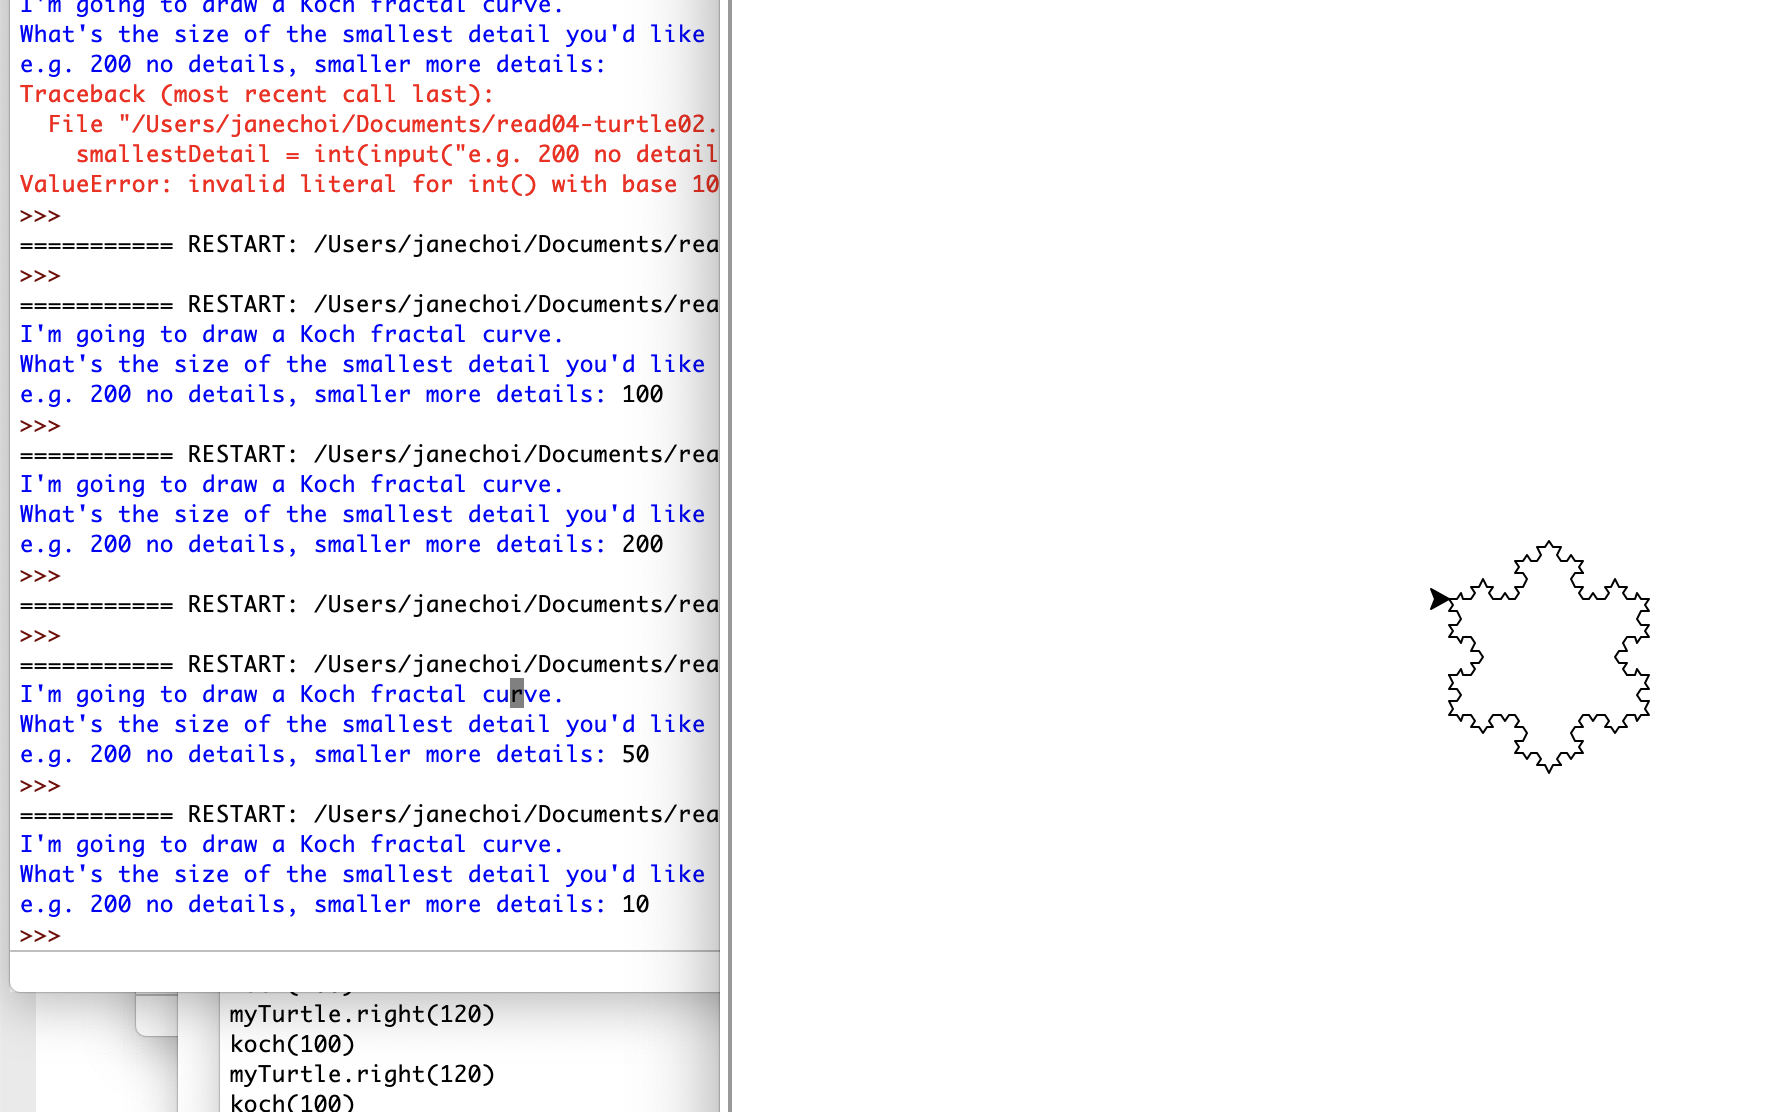 I'm going to draw a Koch fractal curve.
What's the size of the smallest detail you'd like
e.g. 200 no details, smaller more details:
Traceback (most recent call last):
File "/Users/janechoi/Documents/read04-turtle02.
smallestDetail = int(input("e.g. 200 no detail
ValueError: invalid literal for int() with base 10
>>>
=========== RESTART: /Users/janechoi/Documents/rea
>>>
=========== RESTART: /Users/janechoi/Documents/rea
I'm going to draw a Koch fractal curve.
What's the size of the smallest detail you'd like
e.g. 200 no details, smaller more details: 100
>>>
=========== RESTART: /Users/janechoi/Documents/rea
I'm going to draw a Koch fractal curve.
What's the size of the smallest detail you'd like
e.g. 200 no details, smaller more details: 200
>>>
=========== RESTART: /Users/janechoi/Documents/rea
>>>
=========== RESTART: /Users/janechoi/Documents/rea
I'm going to draw a Koch fractal curve.
What's the size of the smallest detail you'd like
e.g. 200 no details, smaller more details: 50
>>>
=========== RESTART: /Users/janechoi/Documents/rea
I'm going to draw a Koch fractal curve.
What's the size of the smallest detail you'd like
e.g. 200 no details, smaller more details: 10
>>>
myTurtle.right(120)
koch(100)
myTurtle.right(120)
koch(100)